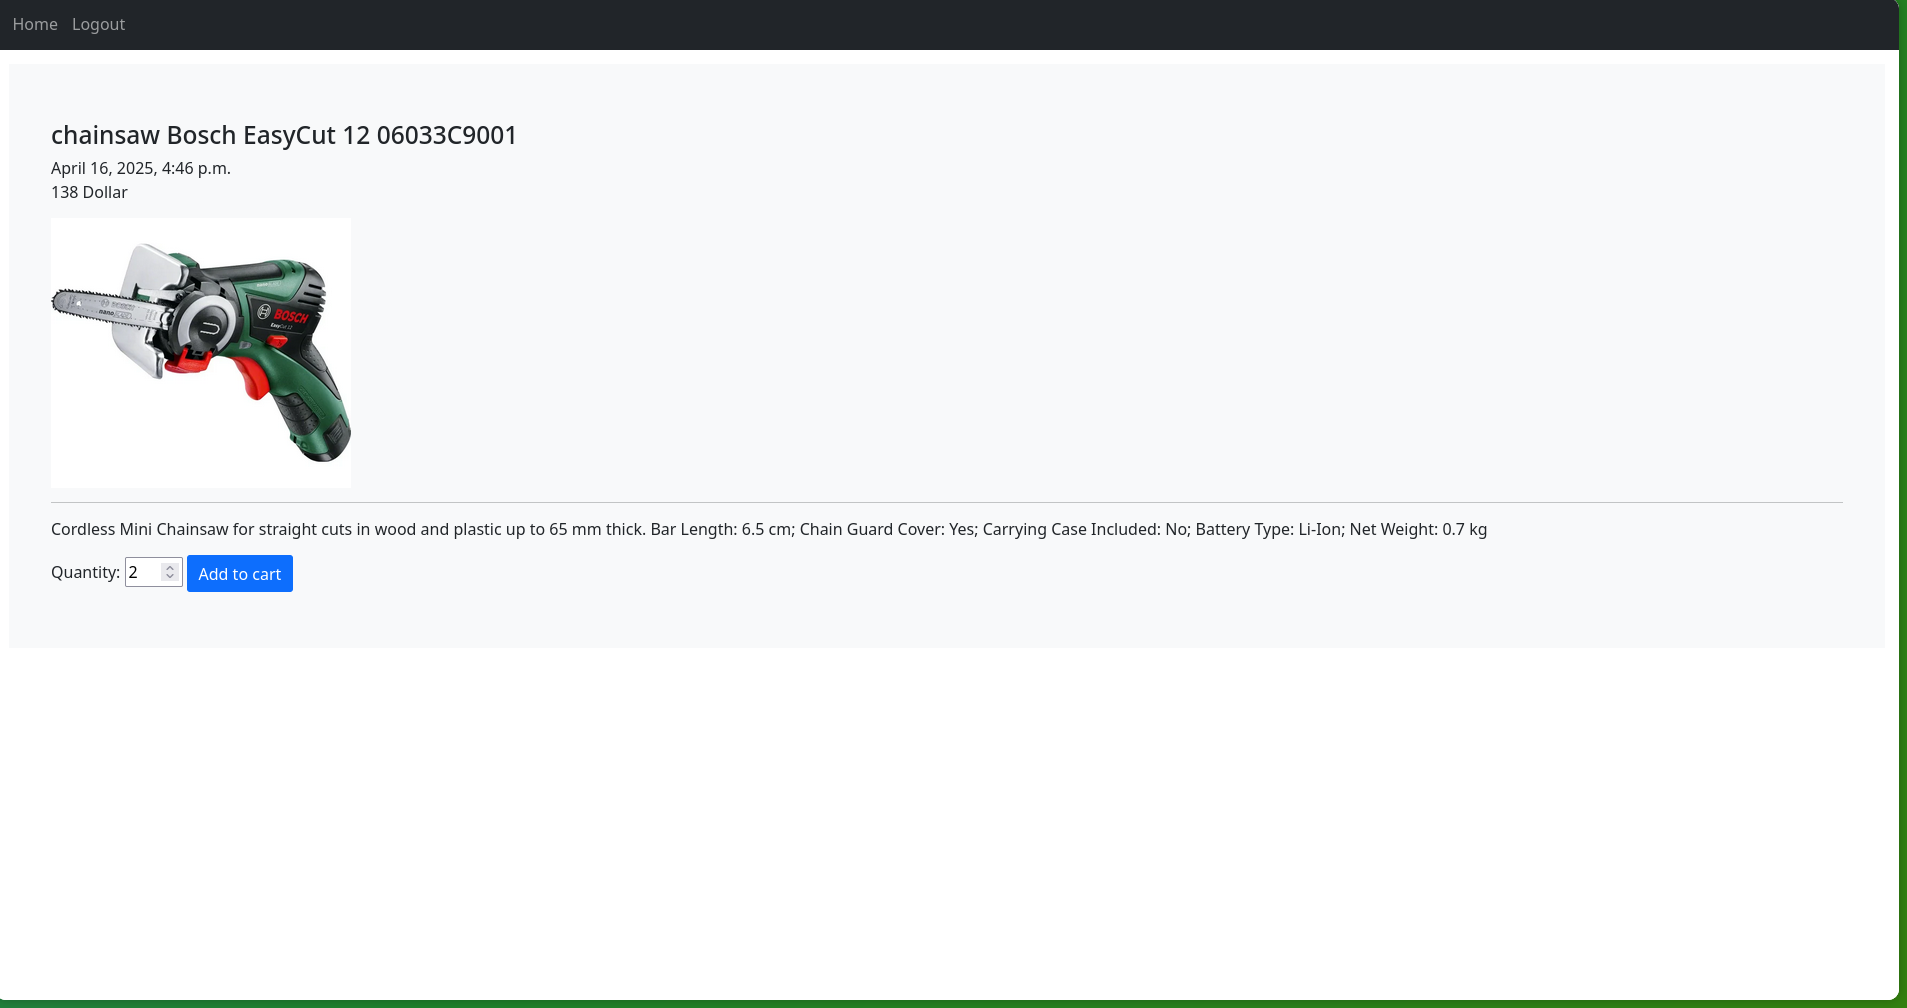 Home Logout
chainsaw Bosch EasyCut 12 06033C9001
April 16, 2025, 4:46 p.m.
138 Dollar
BOSCH
EasyCut 12
nano
Cordless Mini Chainsaw for straight cuts in wood and plastic up to 65 mm thick. Bar Length: 6.5 cm; Chain Guard Cover: Yes; Carrying Case Included: No; Battery Type: Li-Ion; Net Weight: 0.7 kg
Quantity: 2 Add to cart